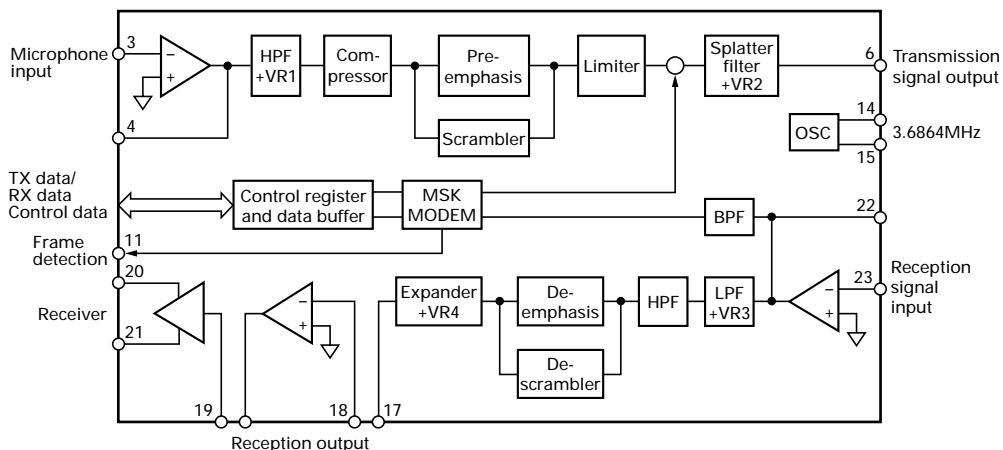 Microphone
input
3
−
+
4
HPF
+VR1
Com-
pressor
Pre-
emphasis
Scrambler
Limiter
Splatter
filter
+VR2
6
Transmission
signal output
OSC
14
3.6864MHz
15
TX data/
RX data
Control data
Control register
and data buffer
MSK
MODEM
BPF
22
Frame
detection
11
20
Receiver
21
−
+
Expander
+VR4
De-
emphasis
De-
scrambler
HPF
LPF
+VR3
−
+
23
Reception
signal
input
19
18
17
Reception output